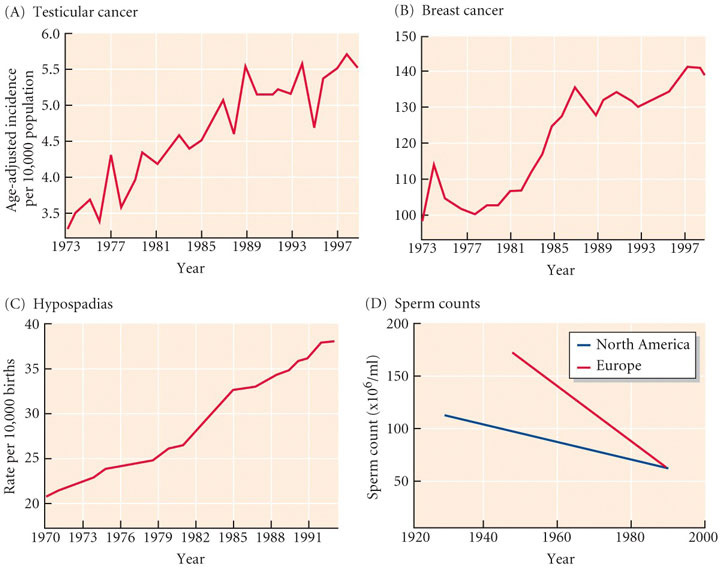 (A) Testicular cancer
Age-adjusted incidence
per 10,000 population
6.0
5.5
5.0
4.5
4.0
3.5
1973 1977 1981 1985 1989 1993 1997
Year
(B) Breast cancer
150
140
130
120
110
100
1973 1977 1981 1985 1989 1993 1997
Year
(C) Hypospadias
Rate per 10,000 births
40
35
30
25
20
1970 1973 1976 1979 1982 1985 1988 1991
Year
(D) Sperm counts
Sperm count (x10⁶/ml)
200
150
100
50
North America
Europe
1920 1940 1960 1980 2000
Year